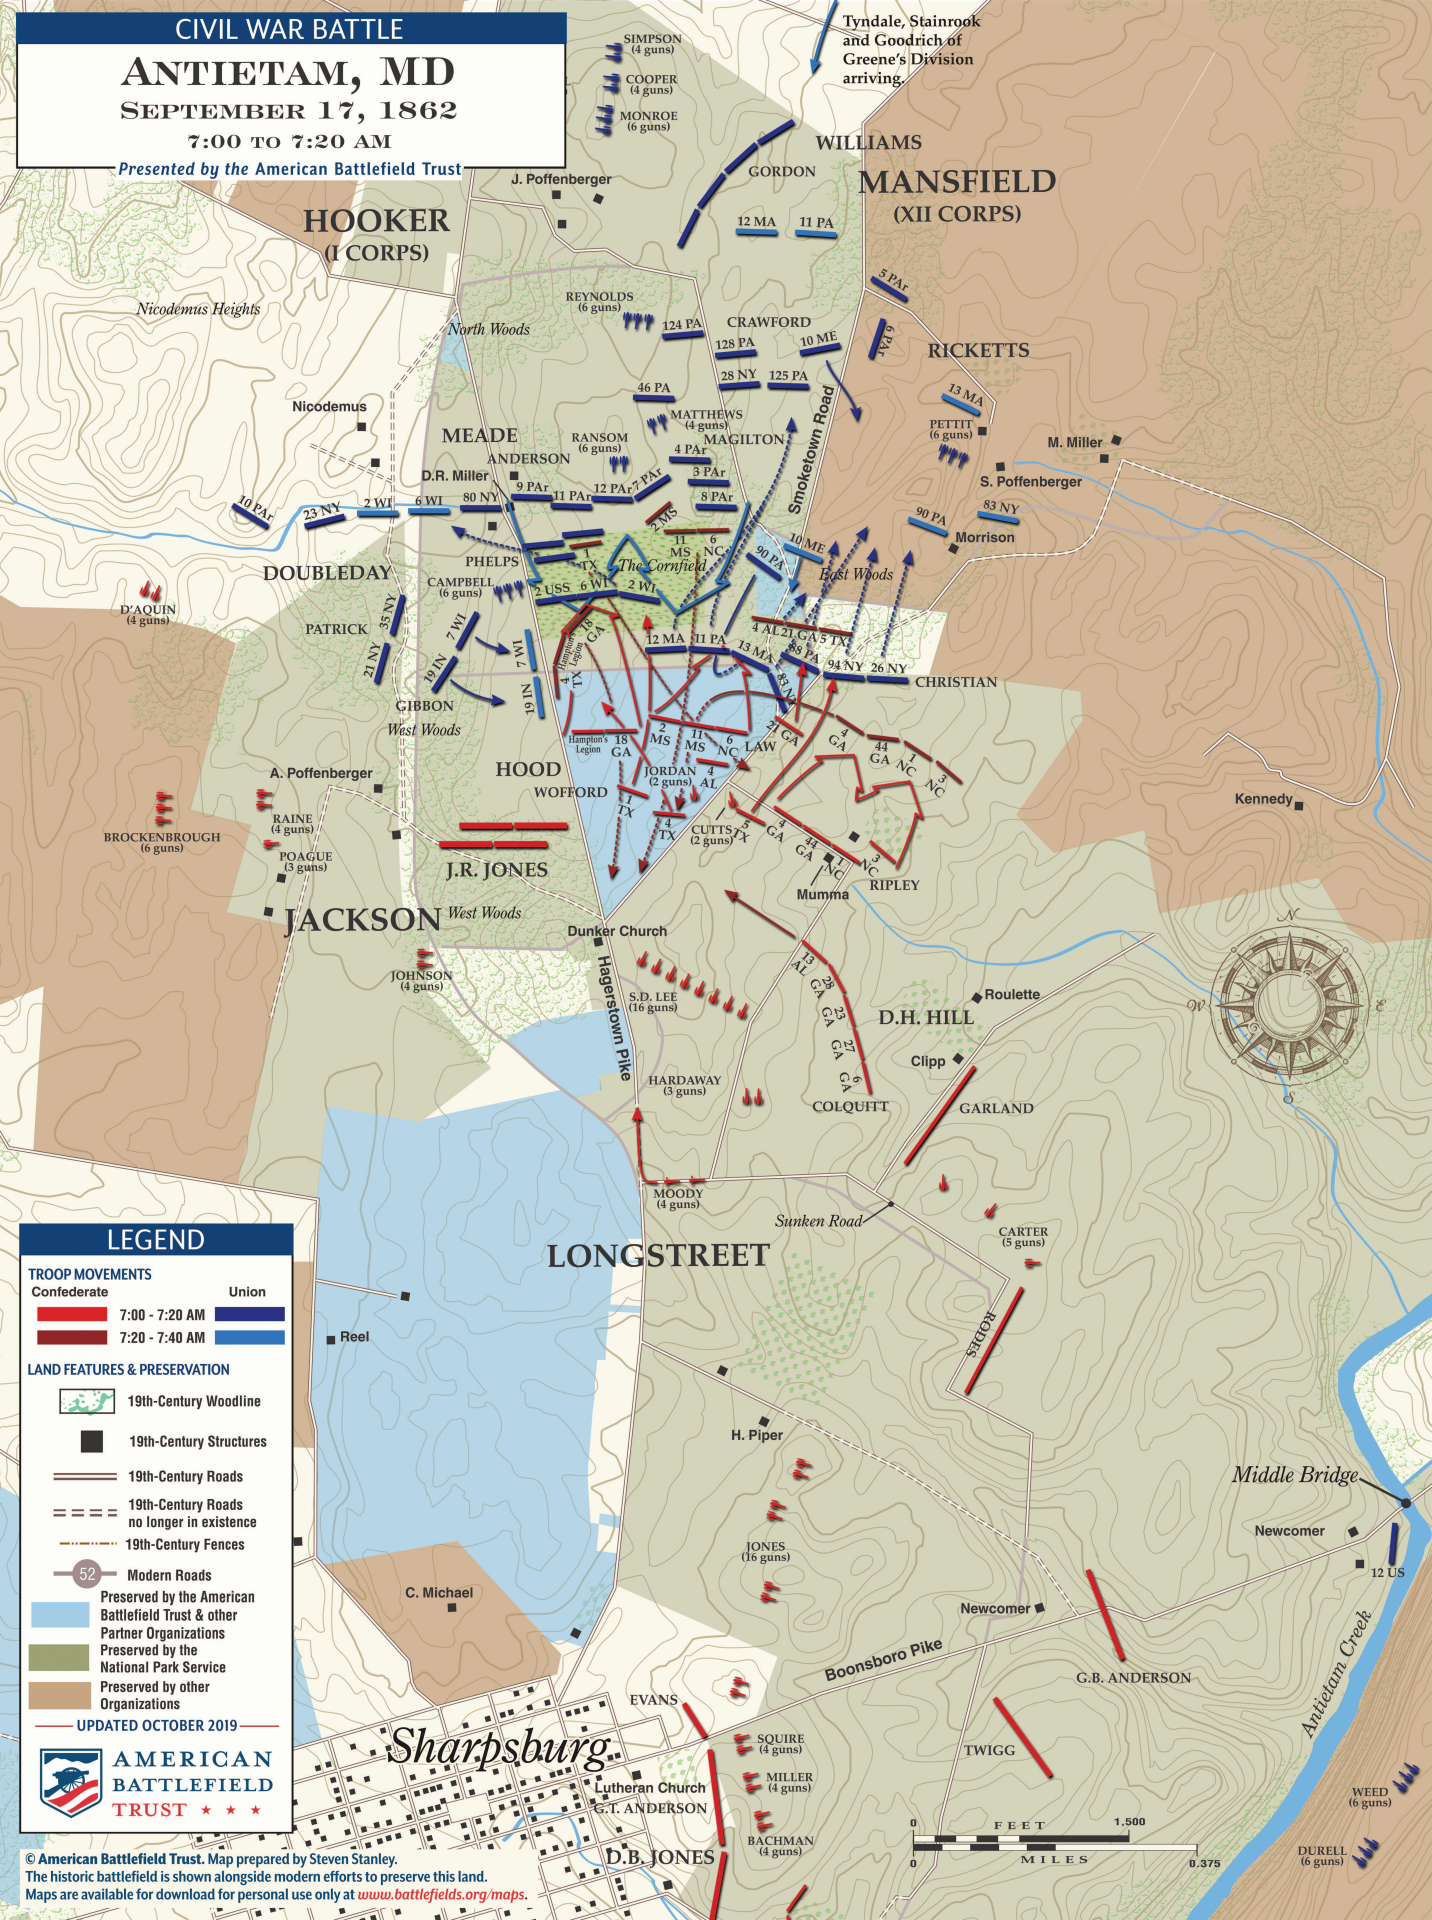 CIVIL WAR BATTLE
ANTIETAM, MD
SEPTEMBER 17, 1862
7:00 TO 7:20 AM
Presented by the American Battlefield Trust
SIMPSON
(4 guns)
COOPER
(4 guns)
MONROE
(6 guns)
Tyndale, Stainrook
and Goodrich of
Greene's Division
arriving.
WILLIAMS
GORDON
MANSFIELD
(XII CORPS)
J. Poffenberger
HOOKER
(I CORPS)
12 MA
11 PA
Nicodemus Heights
North Woods
REYNOLDS
(6 guns)
124 PA
CRAWFORD
128 PA
10 ME
5 PAr
6 PAr
RICKETTS
28 NY
125 PA
46 PA
13 MA
Nicodemus
MATTHEWS
(4 guns)
MEADE
RANSOM
(6 guns)
MAGILTON
PETTIT
(6 guns)
M. Miller
ANDERSON
4 PAr
D.R. Miller
3 PAr
S. Poffenberger
Smoketown Road
10 PAr
23 NY
2 WI
6 WI
80 NY
9 PAr
11 PAr
12 PAr
7 PAr
8 PAr
2 MS
11
MS
6
NC
90 PA
83 NY
Morrison
PHELPS
1
TX
The Cornfield
90 PA
10 ME
East Woods
DOUBLEDAY
CAMPBELL
(6 guns)
2 USS
6 WI
2 WI
D'AQUIN
(4 guns)
PATRICK
35 NY
21 NY
7 WI
19 IN
7 WI
19 IN
GIBBON
West Woods
Hampton's
Legion
18
GA
4
TX
12 MA
11 PA
13 MA
83 NY
4 AL
21 GA
5 TX
88 PA
94 NY
26 NY
CHRISTIAN
Hampton's
Legion
18
GA
2
MS
11
MS
6
NC
LAW
21 GA
4
GA
44
GA
1
NC
3
NC
HOOD
WOFFORD
JORDAN
(2 guns)
4
AL
1
TX
4
TX
CUTTS
(2 guns)
5
TX
4
GA
44
GA
1
NC
3
NC
RIPLEY
Mumma
Kennedy
A. Poffenberger
BROCKENBROUGH
(6 guns)
RAINE
(4 guns)
POAGUE
(3 guns)
J.R. JONES
JACKSON
West Woods
Dunker Church
JOHNSON
(4 guns)
Hagerstown Pike
S.D. LEE
(16 guns)
13
AL
28
GA
23
GA
27
GA
6
GA
COLQUITT
D.H. HILL
Roulette
Clipp
GARLAND
N
W
E
S
HARDAWAY
(3 guns)
MOODY
(4 guns)
Sunken Road
CARTER
(5 guns)
LONGSTREET
RODES
Reel
H. Piper
JONES
(16 guns)
Middle Bridge
Newcomer
12 US
C. Michael
Newcomer
Boonsboro Pike
G.B. ANDERSON
Antietam Creek
EVANS
Sharpsburg
SQUIRE
(4 guns)
TWIGG
MILLER
(4 guns)
Lutheran Church
G.T. ANDERSON
BACHMAN
(4 guns)
D.B. JONES
WEED
(6 guns)
DURELL
(6 guns)
0
FEET
1,500
0
MILES
0.375
LEGEND
TROOP MOVEMENTS
Confederate
Union
7:00 - 7:20 AM
7:20 - 7:40 AM
LAND FEATURES & PRESERVATION
19th-Century Woodline
19th-Century Structures
19th-Century Roads
19th-Century Roads
no longer in existence
19th-Century Fences
52
Modern Roads
Preserved by the American
Battlefield Trust & other
Partner Organizations
Preserved by the
National Park Service
Preserved by other
Organizations
UPDATED OCTOBER 2019
AMERICAN
BATTLEFIELD
TRUST
© American Battlefield Trust. Map prepared by Steven Stanley.
The historic battlefield is shown alongside modern efforts to preserve this land.
Maps are available for download for personal use only at www.battlefields.org/maps.